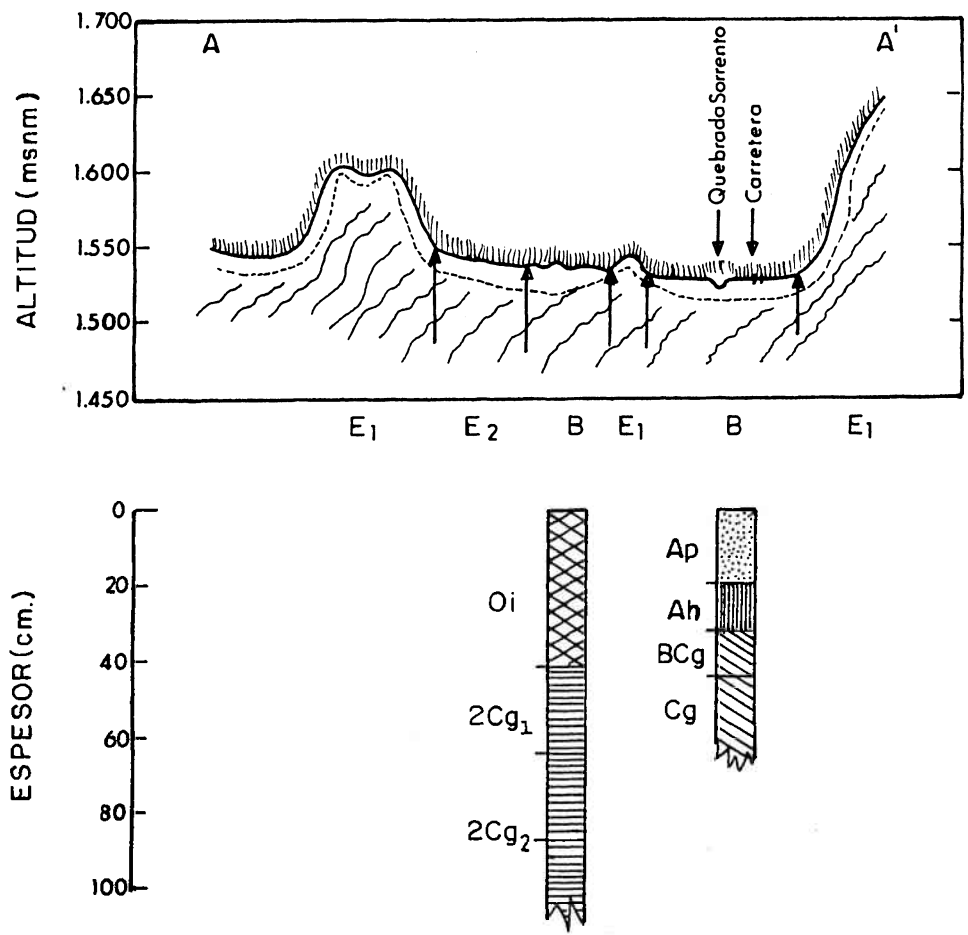 1.700
1.650
1.600
1.550
1.500
1.450
ALTITUD (msnm)
A
A'
Quebrada Sorrento
Carretera
E1 E2 B E1 B E1
ESPESOR (cm.)
0
20
40
60
80
100
Oi
2Cg1
2Cg2
Ap
Ah
BCg
Cg